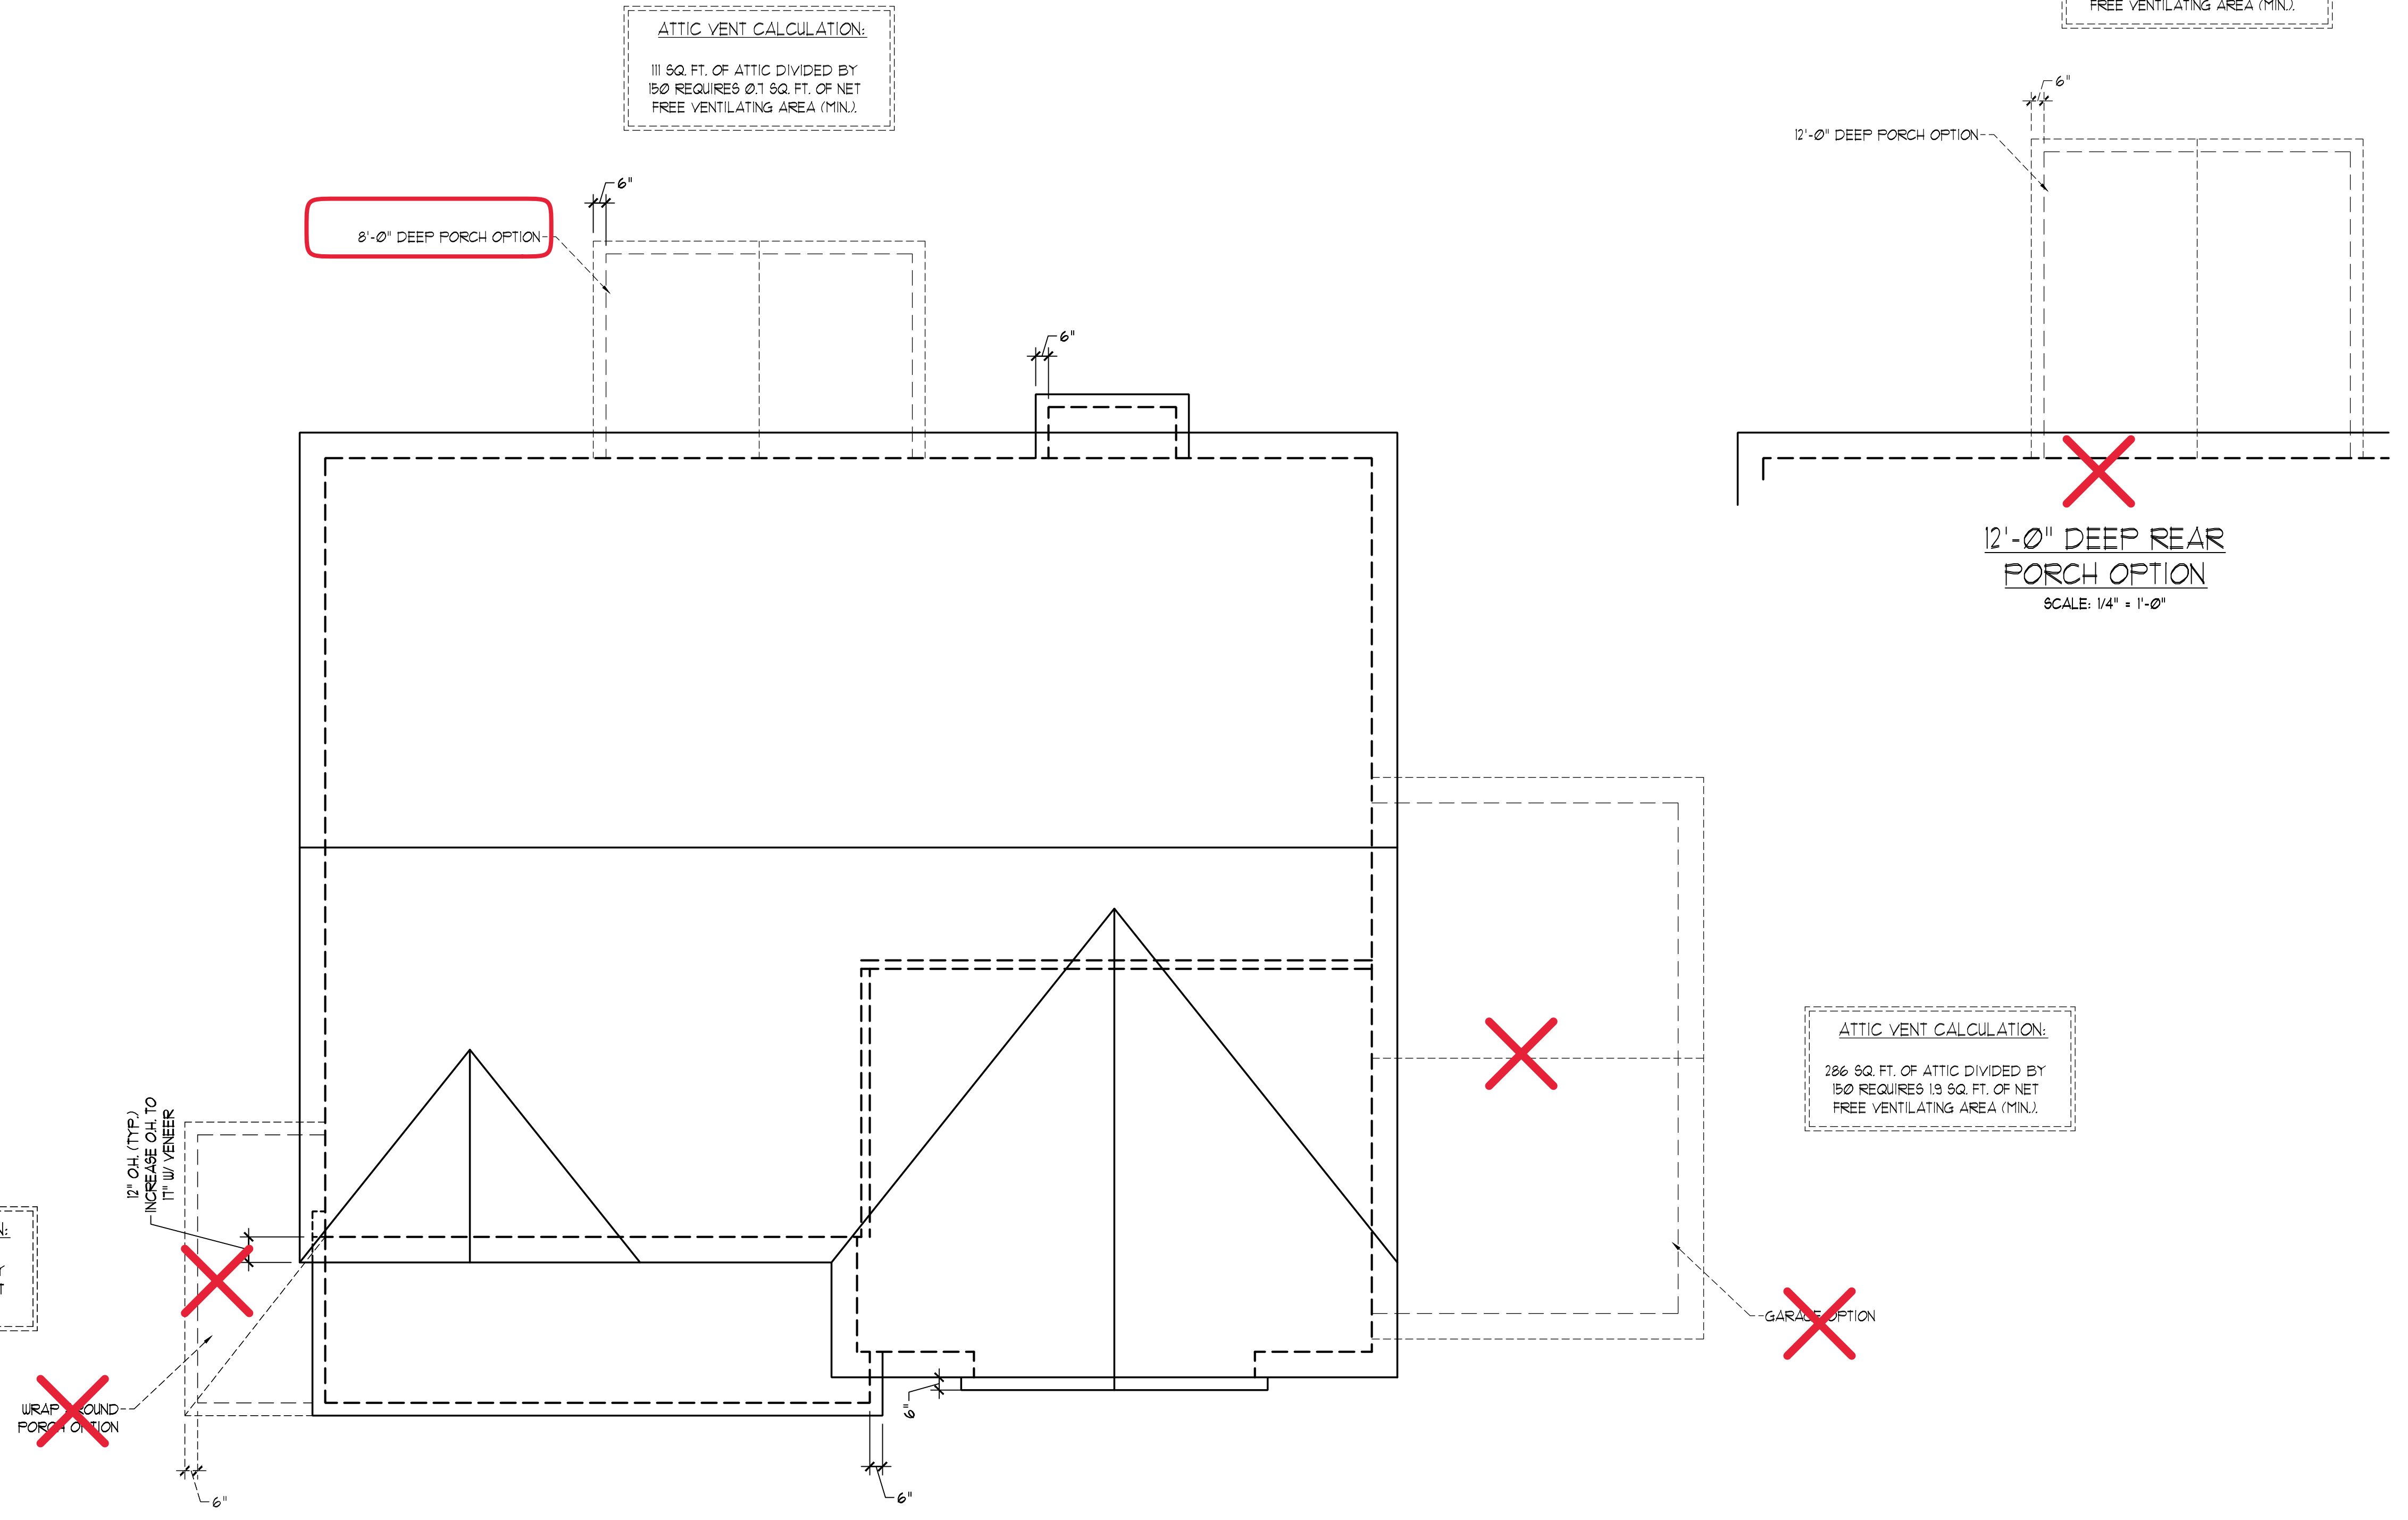 FREE VENTILATING AREA (MIN.).
ATTIC VENT CALCULATION:
111 SQ. FT. OF ATTIC DIVIDED BY
150 REQUIRES 0.7 SQ. FT. OF NET
FREE VENTILATING AREA (MIN.).
6"
12'-0" DEEP PORCH OPTION
6"
8'-0" DEEP PORCH OPTION
6"
12'-0" DEEP REAR
PORCH OPTION
SCALE: 1/4" = 1'-0"
ATTIC VENT CALCULATION:
286 SQ. FT. OF ATTIC DIVIDED BY
150 REQUIRES 1.9 SQ. FT. OF NET
FREE VENTILATING AREA (MIN.).
12" O.H. (TYP.)
INCREASE O.H. TO
17" W/ VENEER
N:
Y
T
GARAGE OPTION
WRAP AROUND
PORCH OPTION
6"
6"
6"